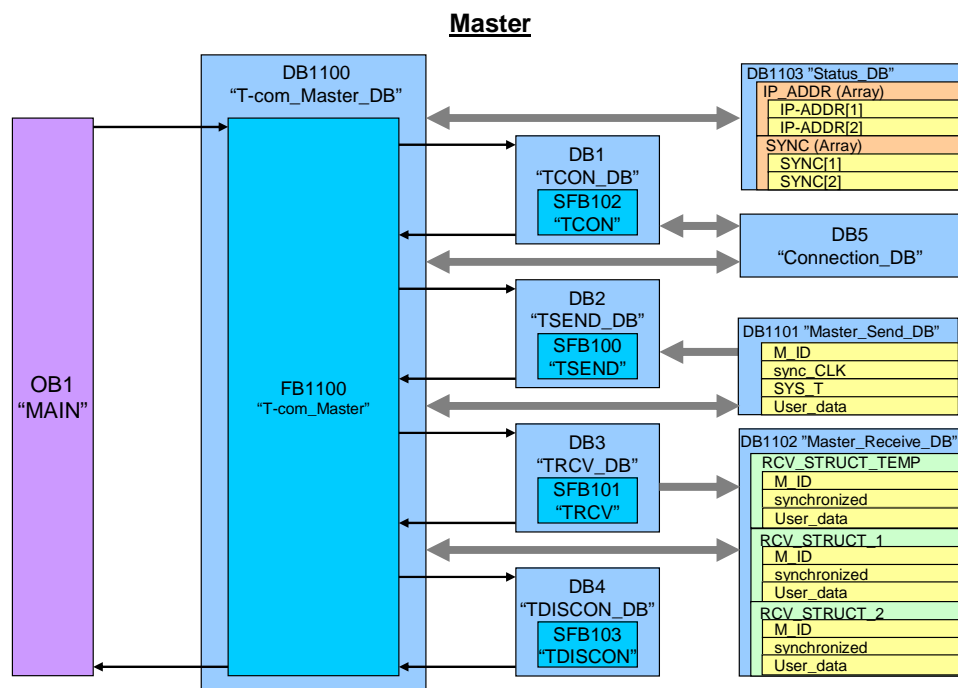 Master
DB1100
“T-com_Master_DB”
OB1
“MAIN”
FB1100
“T-com_Master”
DB1
“TCON_DB”
SFB102
“TCON”
DB2
“TSEND_DB”
SFB100
“TSEND”
DB3
“TRCV_DB”
SFB101
“TRCV”
DB4
“TDISCON_DB”
SFB103
“TDISCON”
DB1103 ”Status_DB”
IP_ADDR (Array)
IP-ADDR[1]
IP-ADDR[2]
SYNC (Array)
SYNC[1]
SYNC[2]
DB5
“Connection_DB”
DB1101 ”Master_Send_DB”
M_ID
sync_CLK
SYS_T
User_data
DB1102 ”Master_Receive_DB”
RCV_STRUCT_TEMP
M_ID
synchronized
User_data
RCV_STRUCT_1
M_ID
synchronized
User_data
RCV_STRUCT_2
M_ID
synchronized
User_data